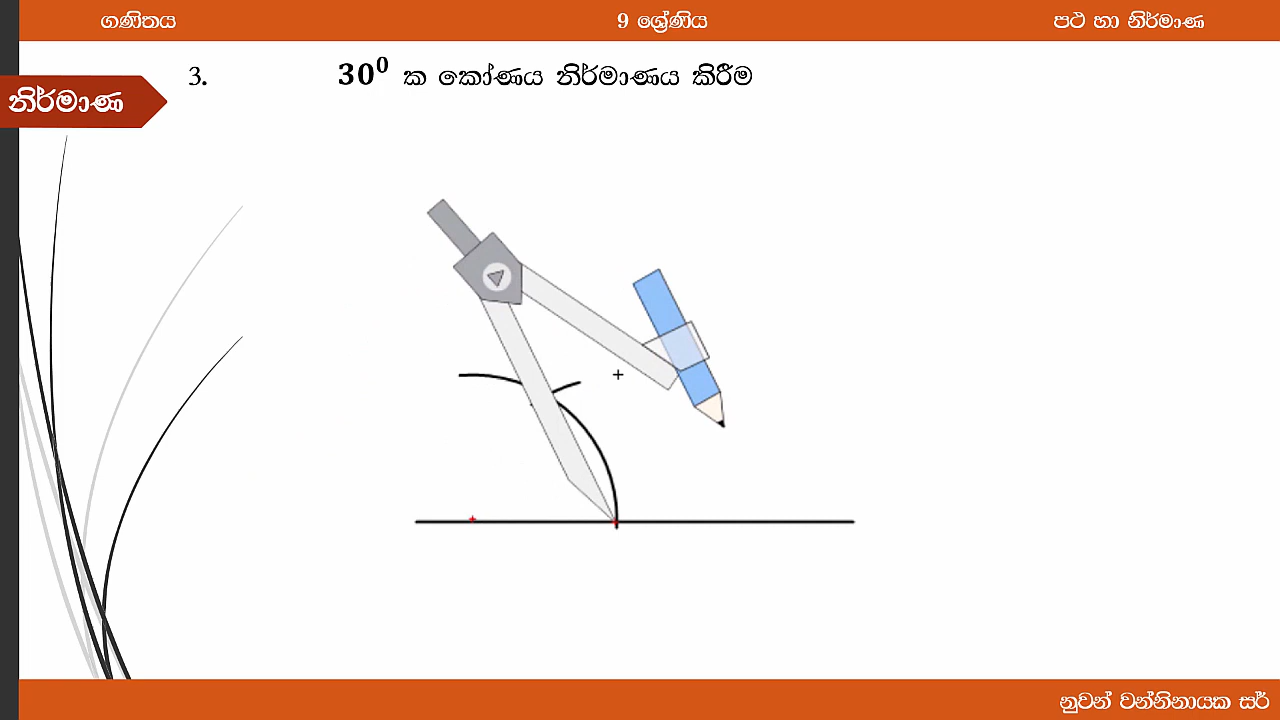 ගණිතය
9 ශ්‍රේණිය
පථ හා නිර්මාණ
නිර්මාණ
3. 30⁰ ක කෝණය නිර්මාණය කිරීම
නුවන් වන්නිනායක සර්